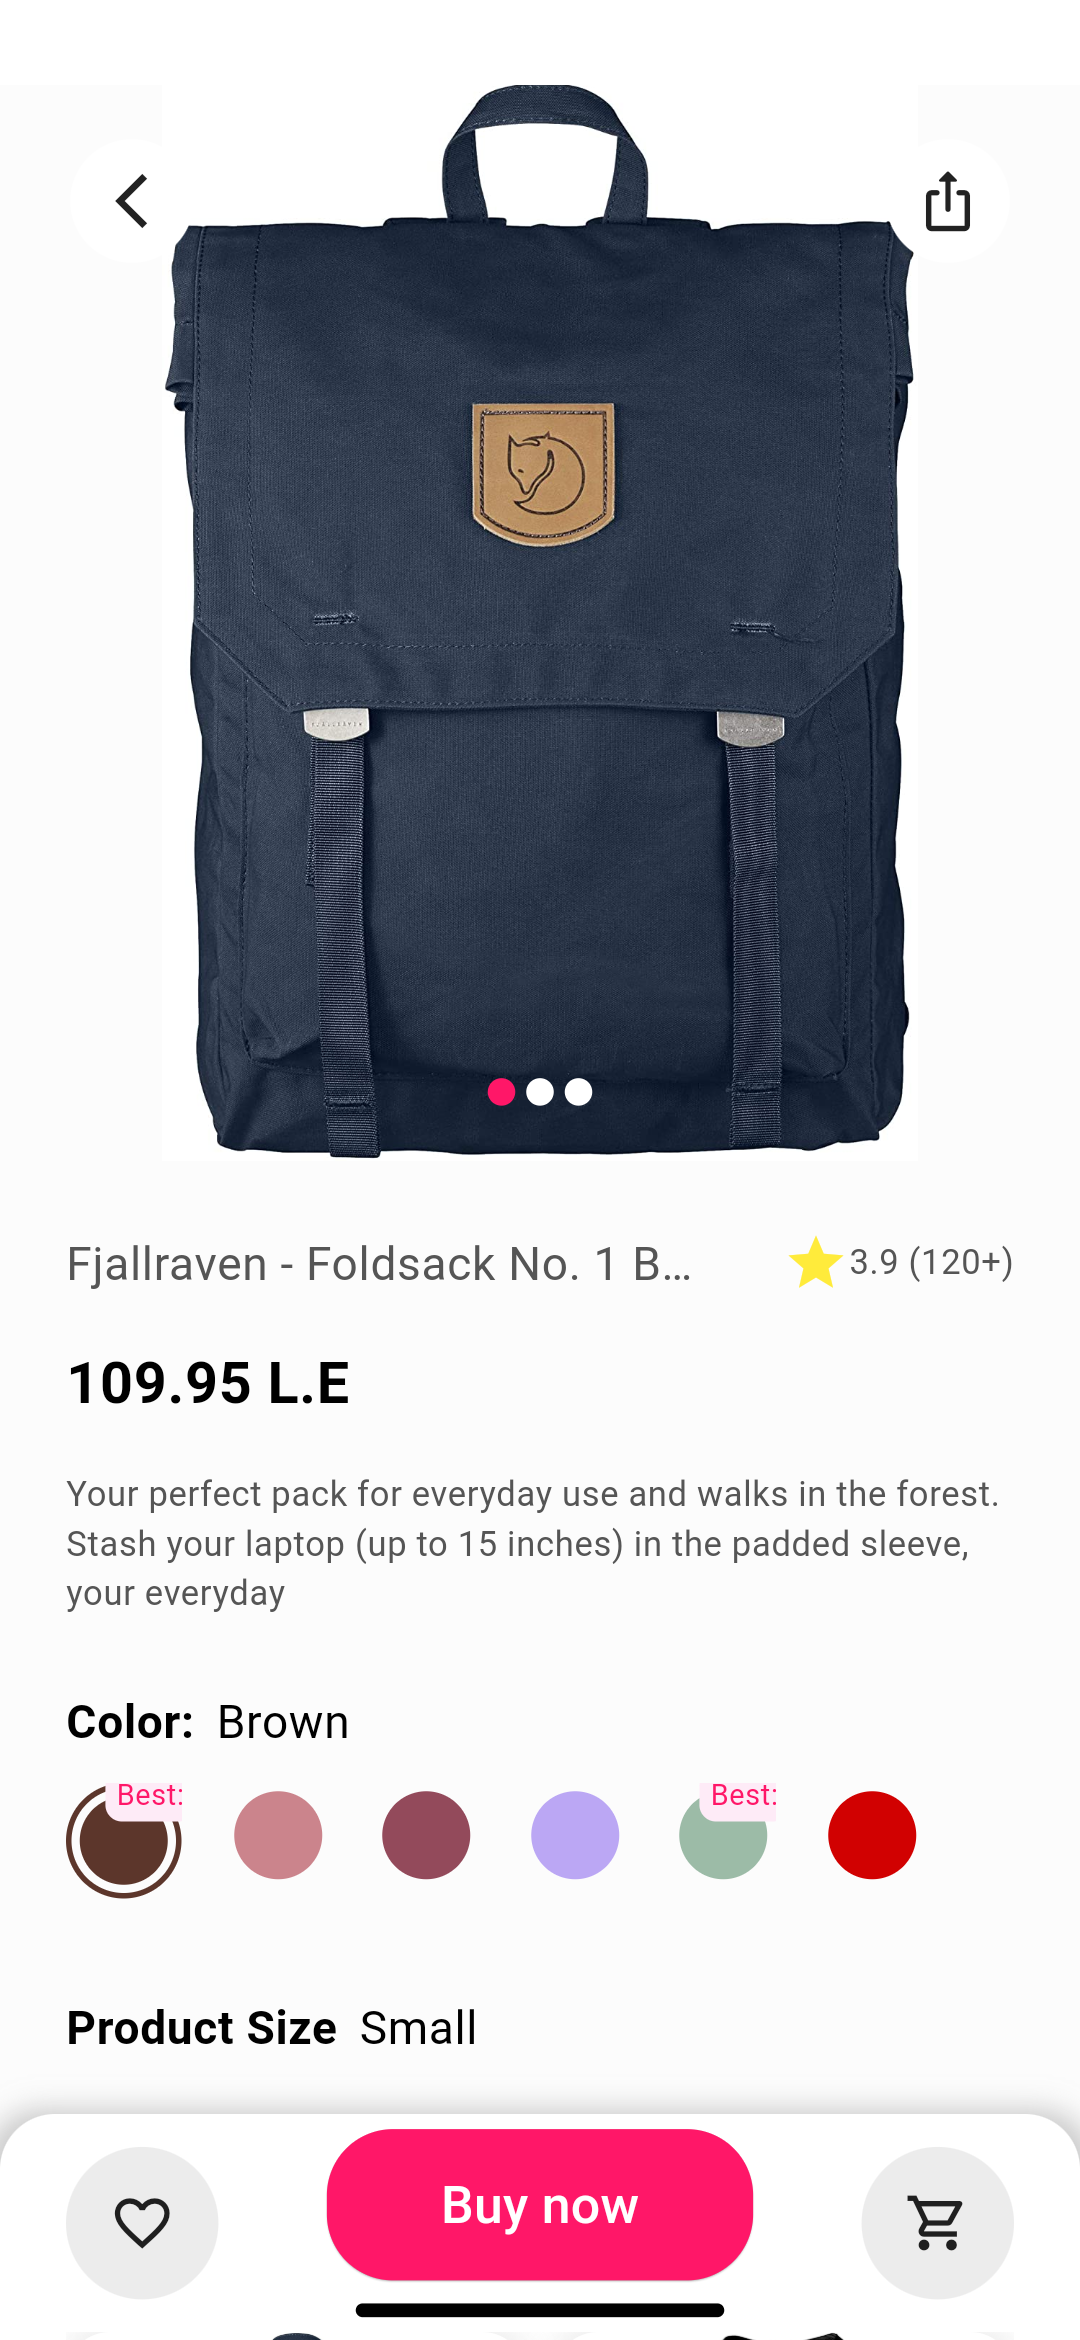 Fjallraven - Foldsack No. 1 B...
3.9 (120+)
109.95 L.E
Your perfect pack for everyday use and walks in the forest.
Stash your laptop (up to 15 inches) in the padded sleeve,
your everyday
Color: Brown
Best:
Best:
Product Size Small
Buy now